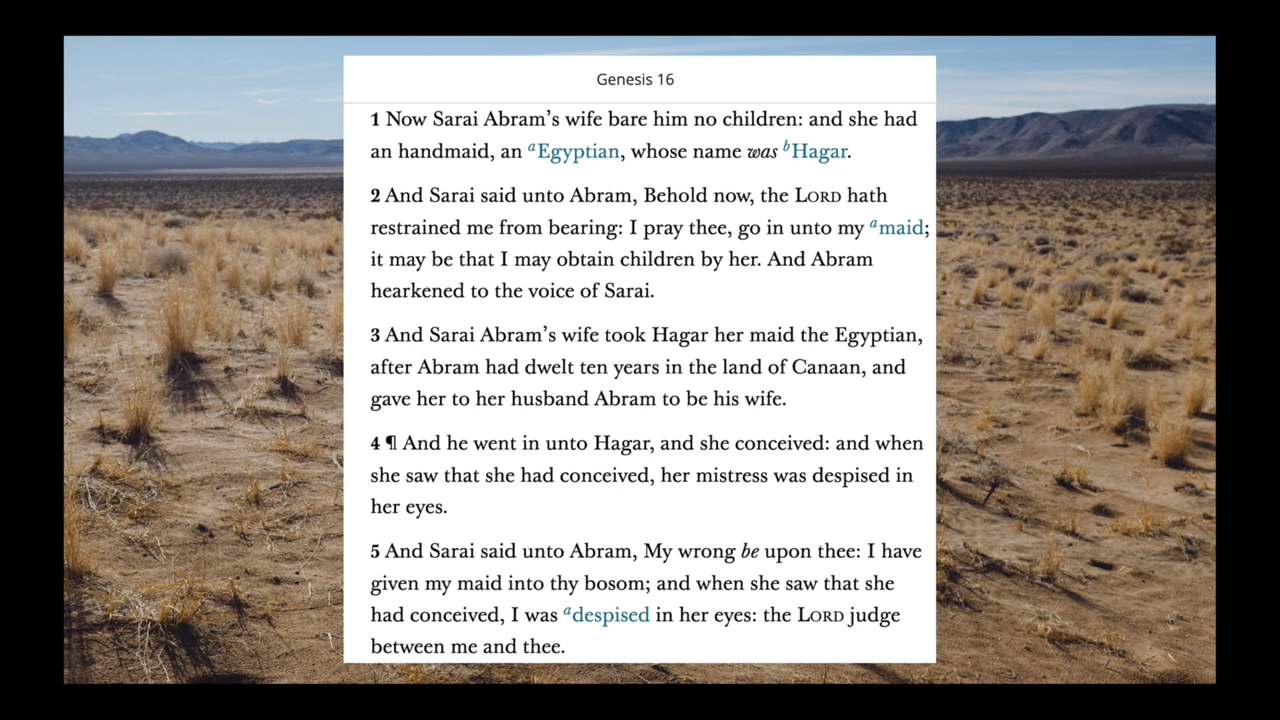 Genesis 16
1 Now Sarai Abram’s wife bare him no children: and she had
an handmaid, an aEgyptian, whose name was bHagar.
2 And Sarai said unto Abram, Behold now, the LORD hath
restrained me from bearing: I pray thee, go in unto my amaid;
it may be that I may obtain children by her. And Abram
hearkened to the voice of Sarai.
3 And Sarai Abram’s wife took Hagar her maid the Egyptian,
after Abram had dwelt ten years in the land of Canaan, and
gave her to her husband Abram to be his wife.
4 ¶ And he went in unto Hagar, and she conceived: and when
she saw that she had conceived, her mistress was despised in
her eyes.
5 And Sarai said unto Abram, My wrong be upon thee: I have
given my maid into thy bosom; and when she saw that she
had conceived, I was adespised in her eyes: the LORD judge
between me and thee.